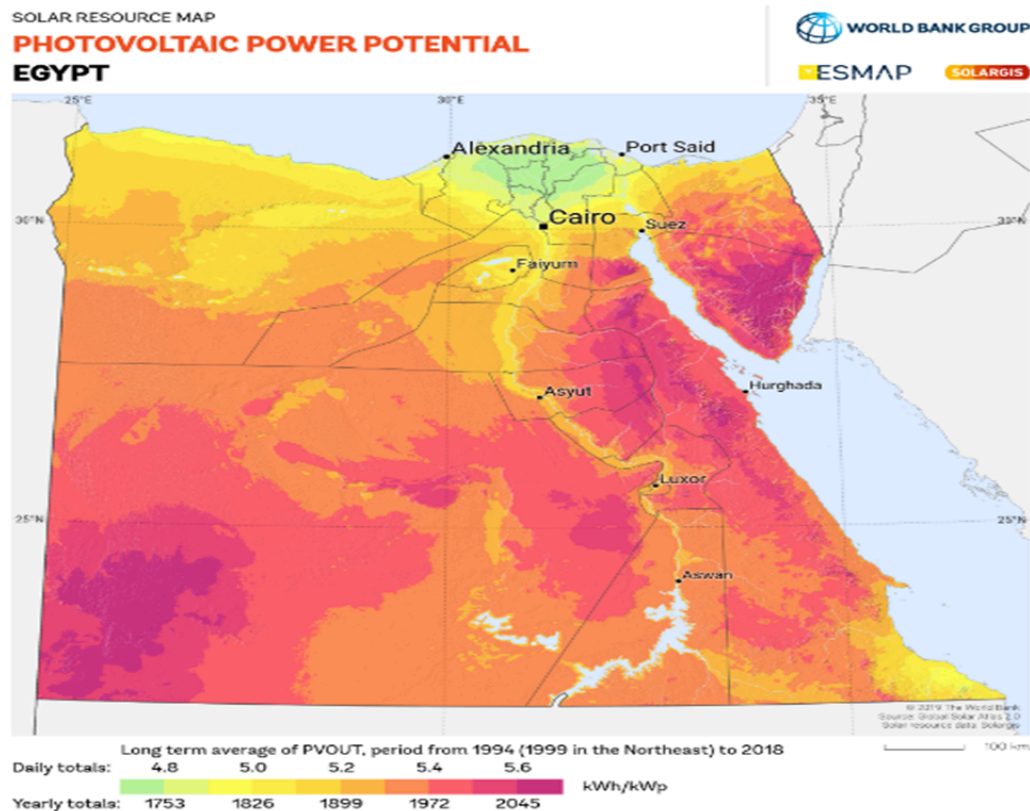 SOLAR RESOURCE MAP
PHOTOVOLTAIC POWER POTENTIAL
EGYPT
WORLD BANK GROUP
ESMAP
SOLARGIS
25°E 30°E 35°E
Alexandria
Port Said
30°N
Cairo
Suez
30°N
Faiyum
Asyut
Hurghada
Luxor
25°N
25°N
Aswan
© 2019 The World Bank
Source: Global Solar Atlas 2.0
Solar resource data: Solargis
Long term average of PVOUT, period from 1994 (1999 in the Northeast) to 2018
100 km
Daily totals: 4.8 5.0 5.2 5.4 5.6
kWh/kWp
Yearly totals: 1753 1826 1899 1972 2045